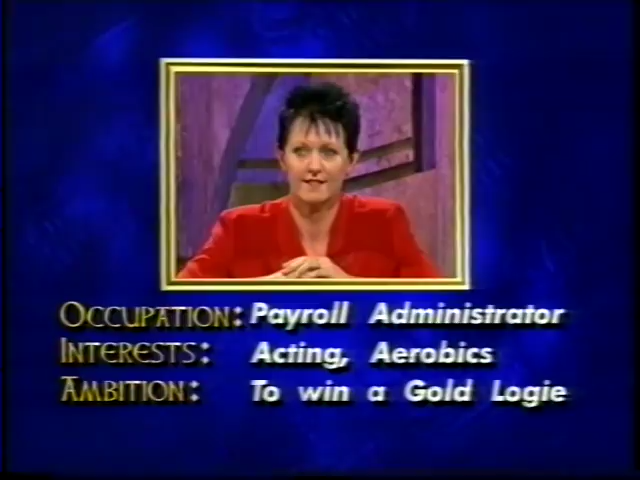 OCCUPATION: Payroll Administrator
INTERESTS: Acting, Aerobics
AMBITION: To win a Gold Logie